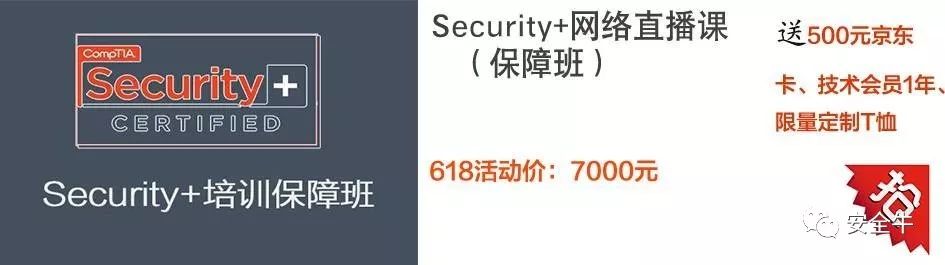 CompTIA.
Security+
CERTIFIED
Security+培训保障班
Security+网络直播课
（保障班）
618活动价：7000元
送500元京东
卡、技术会员1年、
限量定制T恤
抢
安全牛